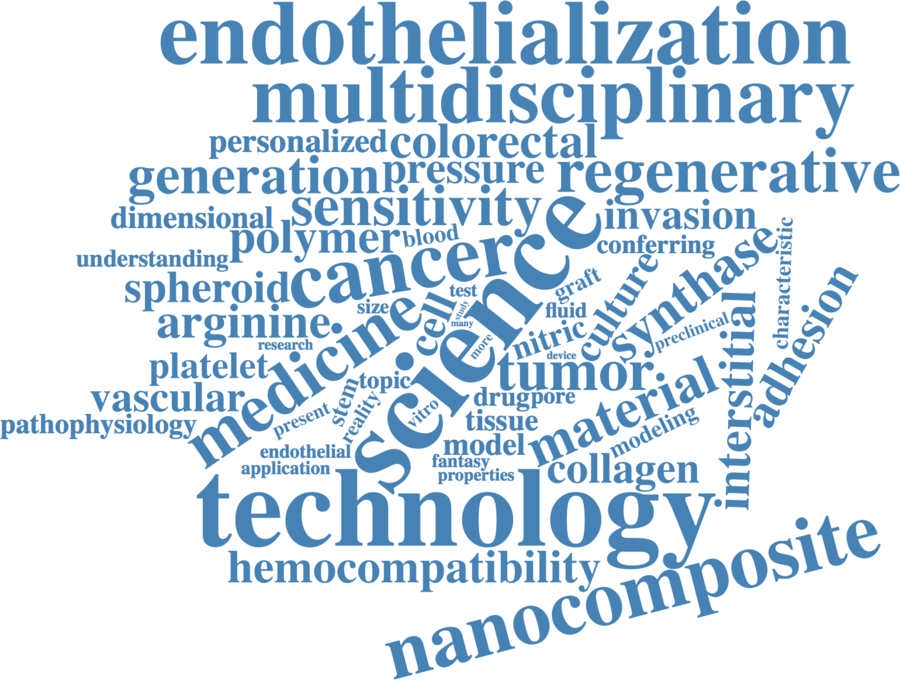 endothelialization
multidisciplinary
personalized colorectal
generation pressure regenerative
dimensional sensitivity invasion
polymer blood conferring
understanding cancer science
spheroid size test graft culture synthase characteristic
arginine medicine cell study many fluid
research more nitric device preclinical
platelet stem topic tumor interstitial adhesion
vascular reality vitro drug pore material
pathophysiology present tissue modeling
endothelial model
application fantasy collagen
properties
technology
hemocompatibility
nanocomposite